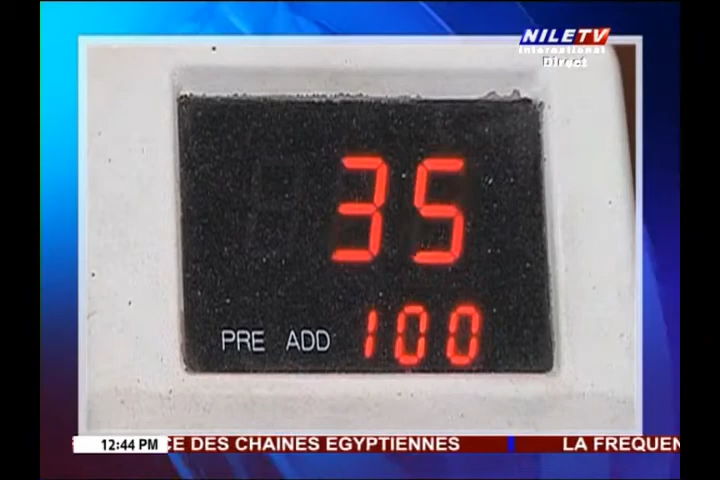 NILETV
international
Direct
35
PRE ADD 100
12:44 PM CE DES CHAINES EGYPTIENNES LA FREQUEN